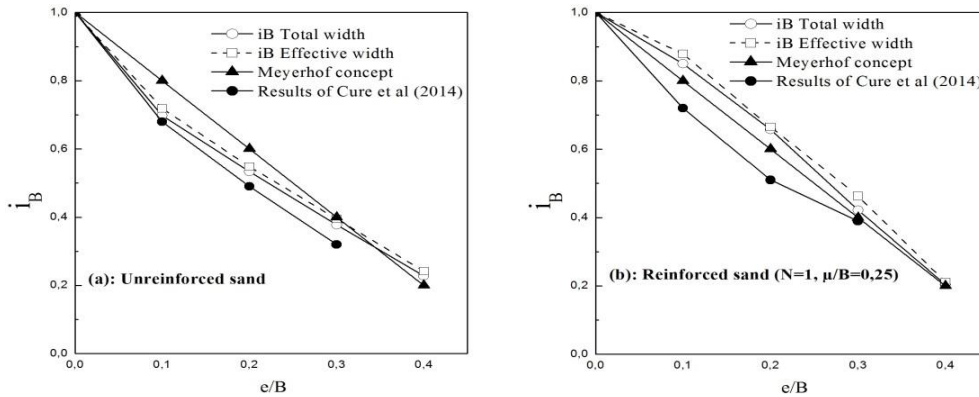 1,0
0,8
0,6
0,4
0,2
0,0
i_B
iB Total width
iB Effective width
Meyerhof concept
Results of Cure et al (2014)
(a): Unreinforced sand
0,0 0,1 0,2 0,3 0,4
e/B
1,0
0,8
0,6
0,4
0,2
0,0
i_B
iB Total width
iB Effective width
Meyerhof concept
Results of Cure et al (2014)
(b): Reinforced sand (N=1, µ/B=0,25)
0,0 0,1 0,2 0,3 0,4
e/B